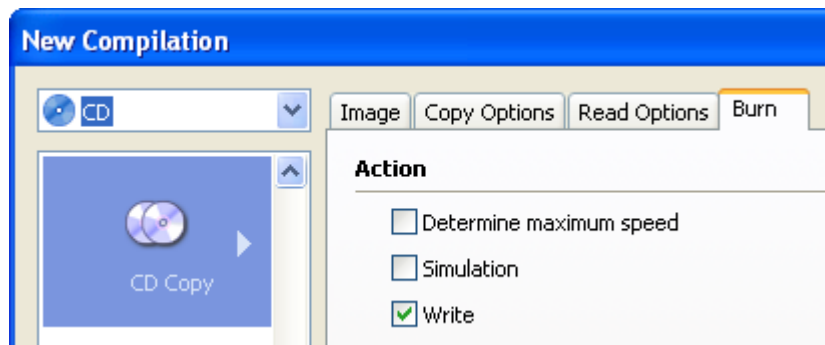 New Compilation
CD
Image Copy Options Read Options Burn
Action
Determine maximum speed
CD Copy
Simulation
Write